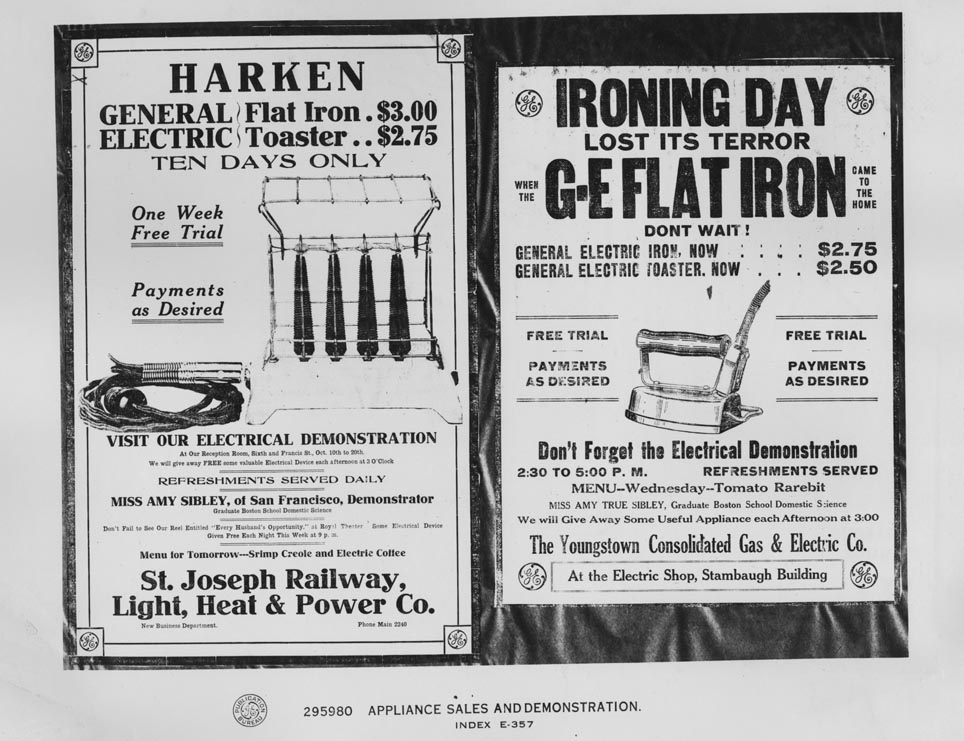 HARKEN
GENERAL ELECTRIC
Flat Iron . $3.00
Toaster . . $2.75
TEN DAYS ONLY
One Week
Free Trial
Payments
as Desired
VISIT OUR ELECTRICAL DEMONSTRATION
At Our Reception Room, Sixth and Francis St., Oct. 10th to 20th.
We will give away FREE some valuable Electrical Device each afternoon at 3 O'Clock
REFRESHMENTS SERVED DAILY
MISS AMY SIBLEY, of San Francisco, Demonstrator
Graduate Boston School Domestic Science
Don't Fail to See Our Reel Entitled "Every Husband's Opportunity," at Royal Theater Some Electrical Device
Given Free Each Night This Week at 9 p. m.
Menu for Tomorrow---Srimp Creole and Electric Coffee
St. Joseph Railway,
Light, Heat & Power Co.
New Business Department. Phone Main 2240
IRONING DAY
LOST ITS TERROR
WHEN THE G-E FLAT IRON CAME TO THE HOME
DONT WAIT!
GENERAL ELECTRIC IRON, NOW : : : : $2.75
GENERAL ELECTRIC TOASTER. NOW . . . $2.50
FREE TRIAL
PAYMENTS
AS DESIRED
FREE TRIAL
PAYMENTS
AS DESIRED
Don't Forget the Electrical Demonstration
2:30 TO 5:00 P. M. REFRESHMENTS SERVED
MENU--Wednesday--Tomato Rarebit
MISS AMY TRUE SIBLEY, Graduate Boston School Domestic Science
We will Give Away Some Useful Appliance each Afternoon at 3:00
The Youngstown Consolidated Gas & Electric Co.
At the Electric Shop, Stambaugh Building
PUBLICATION BUREAU
295980 APPLIANCE SALES AND DEMONSTRATION.
INDEX E-357